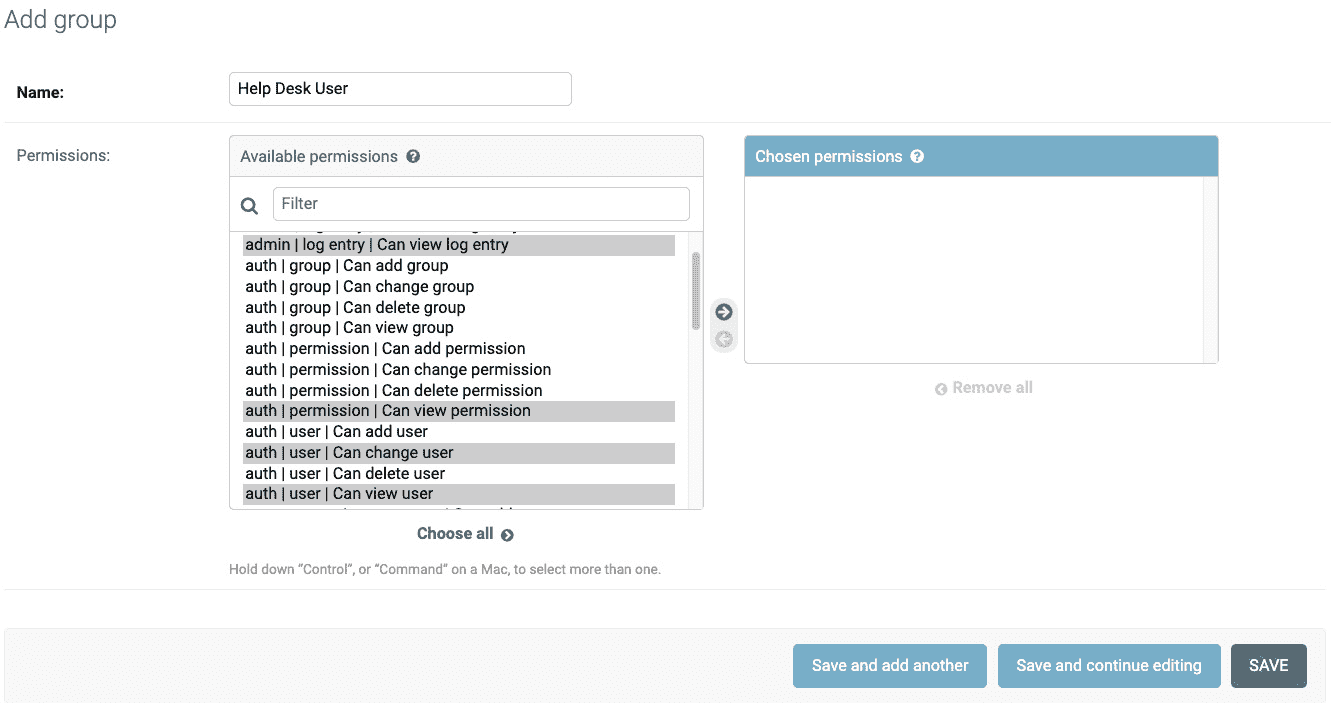 Add group
Name:
Help Desk User
Permissions:
Available permissions
Filter
admin | log entry | Can view log entry
auth | group | Can add group
auth | group | Can change group
auth | group | Can delete group
auth | group | Can view group
auth | permission | Can add permission
auth | permission | Can change permission
auth | permission | Can delete permission
auth | permission | Can view permission
auth | user | Can add user
auth | user | Can change user
auth | user | Can delete user
auth | user | Can view user
Choose all
Hold down “Control”, or “Command” on a Mac, to select more than one.
Chosen permissions
Remove all
Save and add another
Save and continue editing
SAVE